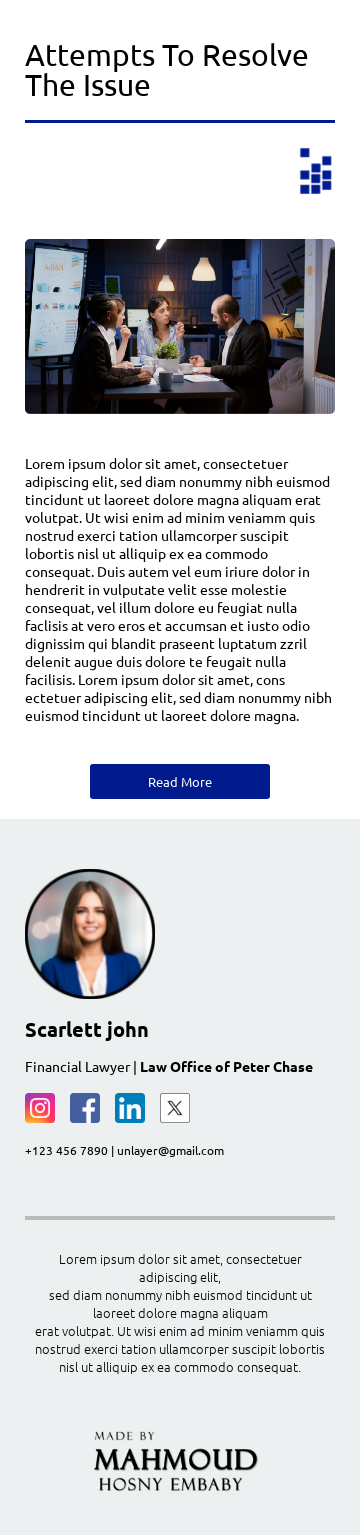 Attempts To Resolve
The Issue
Lorem ipsum dolor sit amet, consectetuer
adipiscing elit, sed diam nonummy nibh euismod
tincidunt ut laoreet dolore magna aliquam erat
volutpat. Ut wisi enim ad minim veniamm quis
nostrud exerci tation ullamcorper suscipit
lobortis nisl ut alliquip ex ea commodo
consequat. Duis autem vel eum iriure dolor in
hendrerit in vulputate velit esse molestie
consequat, vel illum dolore eu feugiat nulla
faclisis at vero eros et accumsan et iusto odio
dignissim qui blandit praseent luptatum zzril
delenit augue duis dolore te feugait nulla
facilisis. Lorem ipsum dolor sit amet, cons
ectetuer adipiscing elit, sed diam nonummy nibh
euismod tincidunt ut laoreet dolore magna.
Read More
Scarlett john
Financial Lawyer | Law Office of Peter Chase
+123 456 7890 | unlayer@gmail.com
Lorem ipsum dolor sit amet, consectetuer
adipiscing elit,
sed diam nonummy nibh euismod tincidunt ut
laoreet dolore magna aliquam
erat volutpat. Ut wisi enim ad minim veniamm quis
nostrud exerci tation ullamcorper suscipit lobortis
nisl ut alliquip ex ea commodo consequat.
MADE BY
MAHMOUD
HOSNY EMBABY